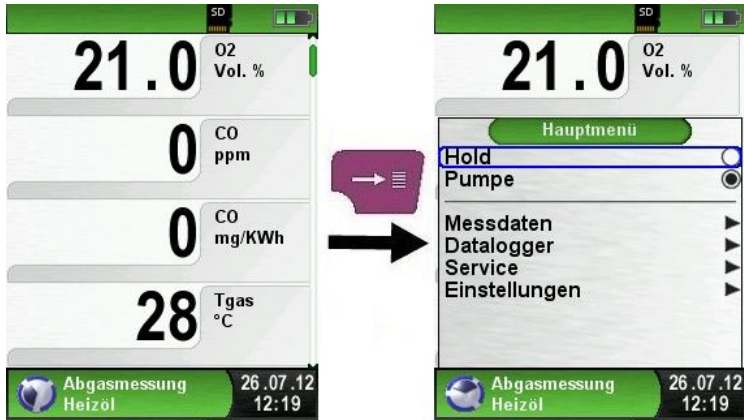 SD
21.0 O2
Vol. %
0 CO
ppm
0 CO
mg/KWh
28 Tgas
°C
Abgasmessung 26.07.12
Heizöl 12:19
SD
21.0 O2
Vol. %
Hauptmenü
Hold
Pumpe
Messdaten
Datalogger
Service
Einstellungen
Abgasmessung 26.07.12
Heizöl 12:19